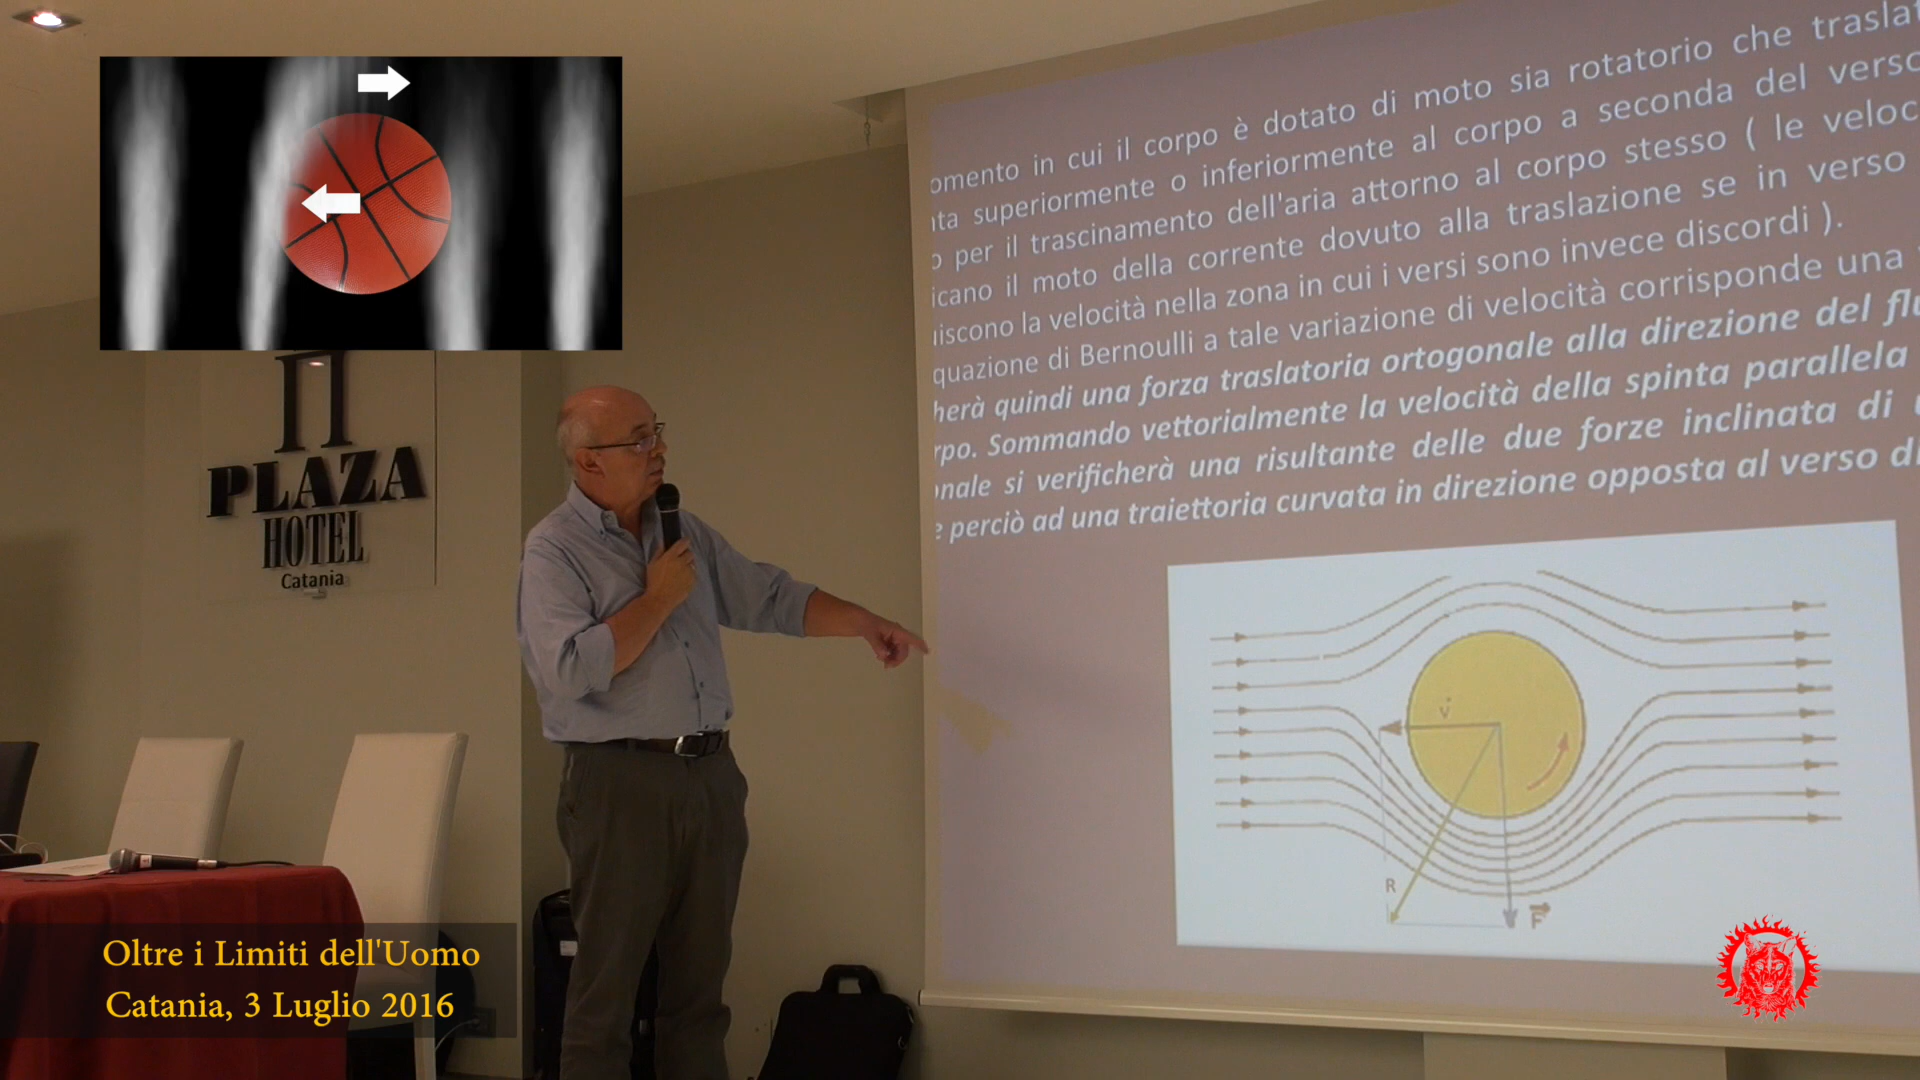 PLAZA
HOTEL
Catania
omento in cui il corpo è dotato di moto sia rotatorio che
superiormente o inferiormente al corpo a seconda del verso
per il trascinamento dell'aria attorno al corpo stesso ( le
icano il moto della corrente dovuto alla traslazione se in verso
iscono la velocità nella zona in cui i versi sono invece discordi ).
quazione di Bernoulli a tale variazione di velocità corrisponde una
herà quindi una forza traslatoria ortogonale alla direzione del
rpo. Sommando vettorialmente la velocità della spinta parallela
nale si verificherà una risultante delle due forze inclinata di
e perciò ad una traiettoria curvata in direzione opposta al verso di
V
R
F
Oltre i Limiti dell'Uomo
Catania, 3 Luglio 2016